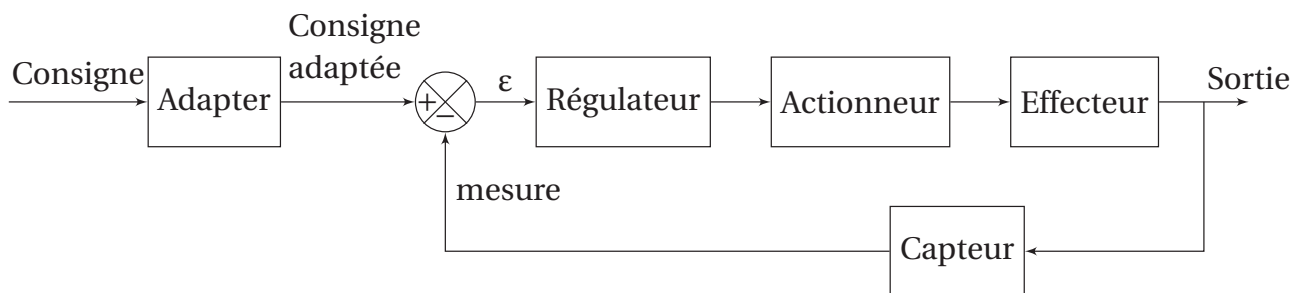 Consigne
Adapter
Consigne
adaptée
+
−
ε
Régulateur
Actionneur
Effecteur
Sortie
mesure
Capteur